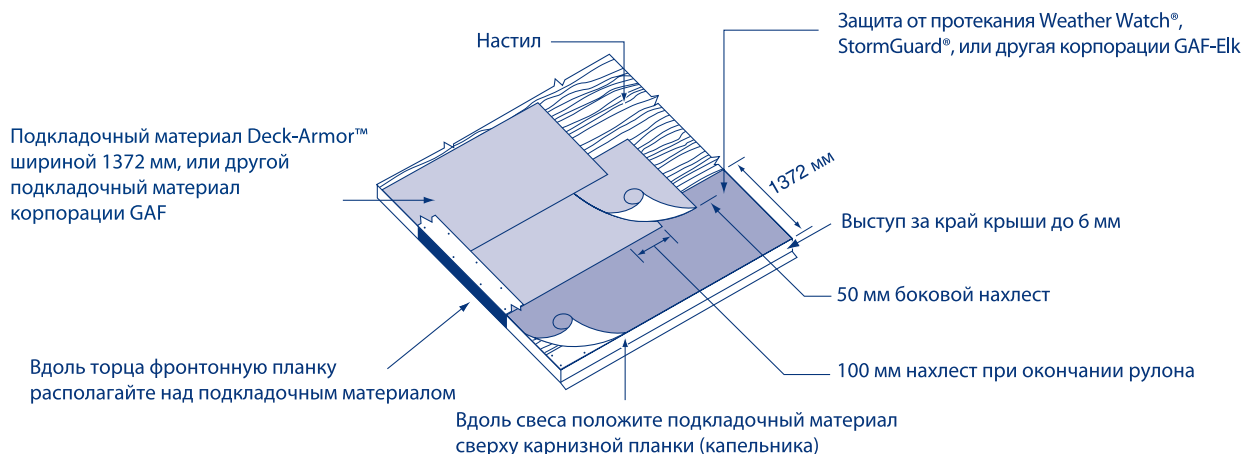 Защита от протекания Weather Watch®,
StormGuard®, или другая корпорации GAF-Elk
Настил
Подкладочный материал Deck-Armor™
шириной 1372 мм, или другой
подкладочный материал
корпорации GAF
1372 мм
Выступ за край крыши до 6 мм
50 мм боковой нахлест
Вдоль торца фронтонную планку
располагайте над подкладочным материалом
100 мм нахлест при окончании рулона
Вдоль свеса положите подкладочный материал
сверху карнизной планки (капельника)